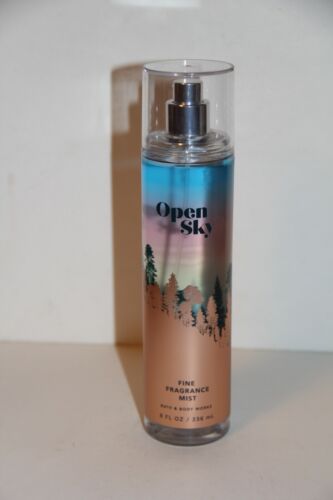 Open
Sky
FINE
FRAGRANCE
MIST
BATH & BODY WORKS
8 FL OZ / 236 mL